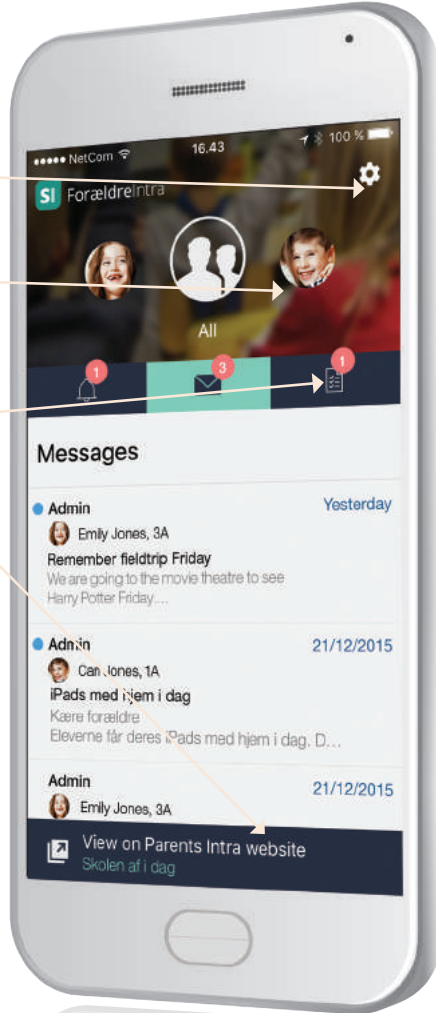 NetCom 16.43 100 %
SI ForældreIntra
All
1 3 1
Messages
Admin Yesterday
Emily Jones, 3A
Remember fieldtrip Friday
We are going to the movie theatre to see
Harry Potter Friday....
Admin 21/12/2015
Carl Jones, 1A
iPads med hjem i dag
Kære forældre
Eleverne får deres iPads med hjem i dag. D...
Admin 21/12/2015
Emily Jones, 3A
View on Parents Intra website
Skolen af i dag